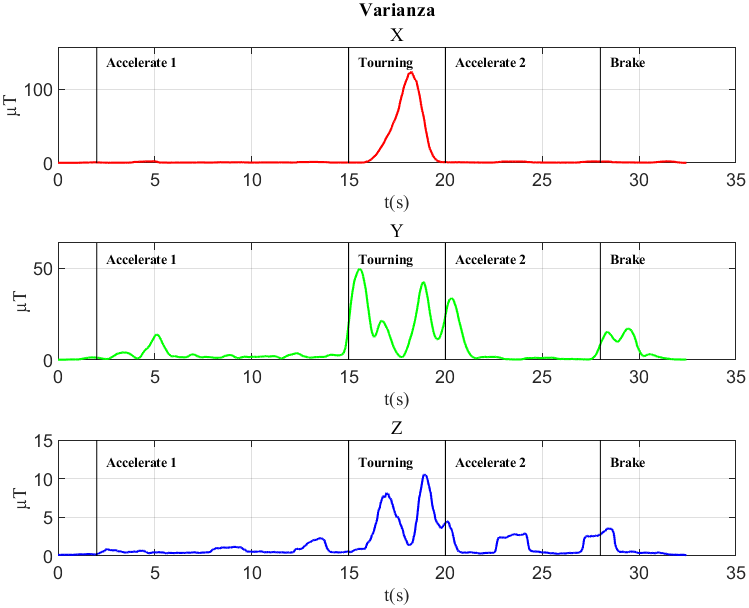 Varianza
X
Accelerate 1 Tourning Accelerate 2 Brake
100
0
μT
0 5 10 15 20 25 30 35
t(s)
Y
Accelerate 1 Tourning Accelerate 2 Brake
50
0
μT
0 5 10 15 20 25 30 35
t(s)
Z
15
Accelerate 1 Tourning Accelerate 2 Brake
10
5
0
μT
0 5 10 15 20 25 30 35
t(s)